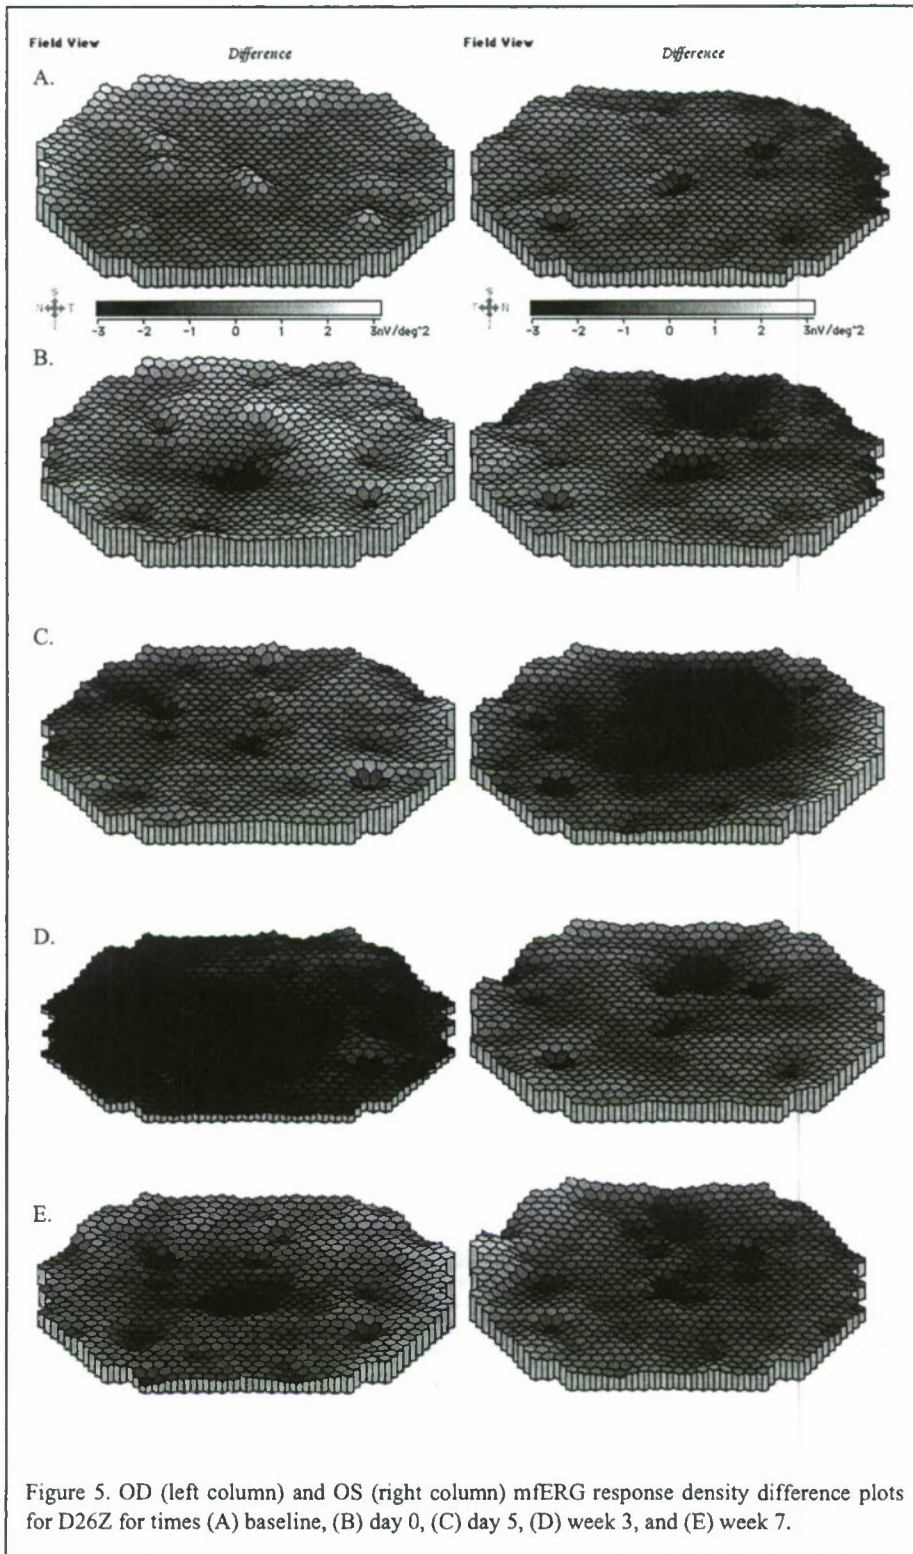 Field View
Difference
Field View
Difference
A.
S
N T
I
-3 -2 -1 0 1 2 3nV/deg^2
S
T N
I
-3 -2 -1 0 1 2 3nV/deg^2
B.
C.
D.
E.
Figure 5. OD (left column) and OS (right column) mfERG response density difference plots
for D26Z for times (A) baseline, (B) day 0, (C) day 5, (D) week 3, and (E) week 7.